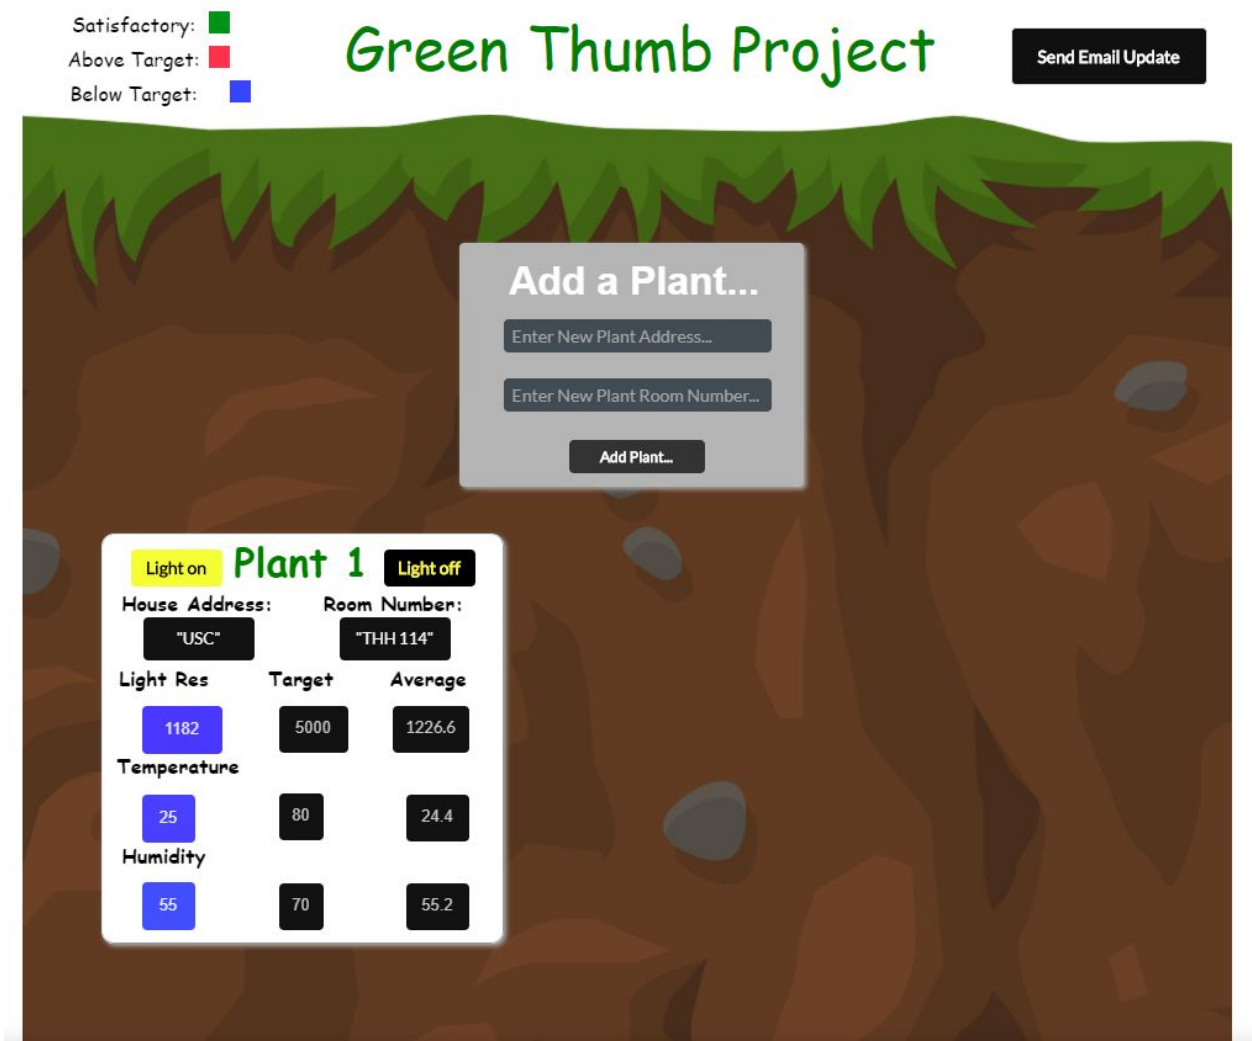 Satisfactory:
Above Target:
Below Target:
Green Thumb Project
Send Email Update
Add a Plant...
Enter New Plant Address...
Enter New Plant Room Number...
Add Plant...
Light on Plant 1 Light off
House Address: Room Number:
"USC" "THH 114"
Light Res Target Average
1182 5000 1226.6
Temperature
25 80 24.4
Humidity
55 70 55.2